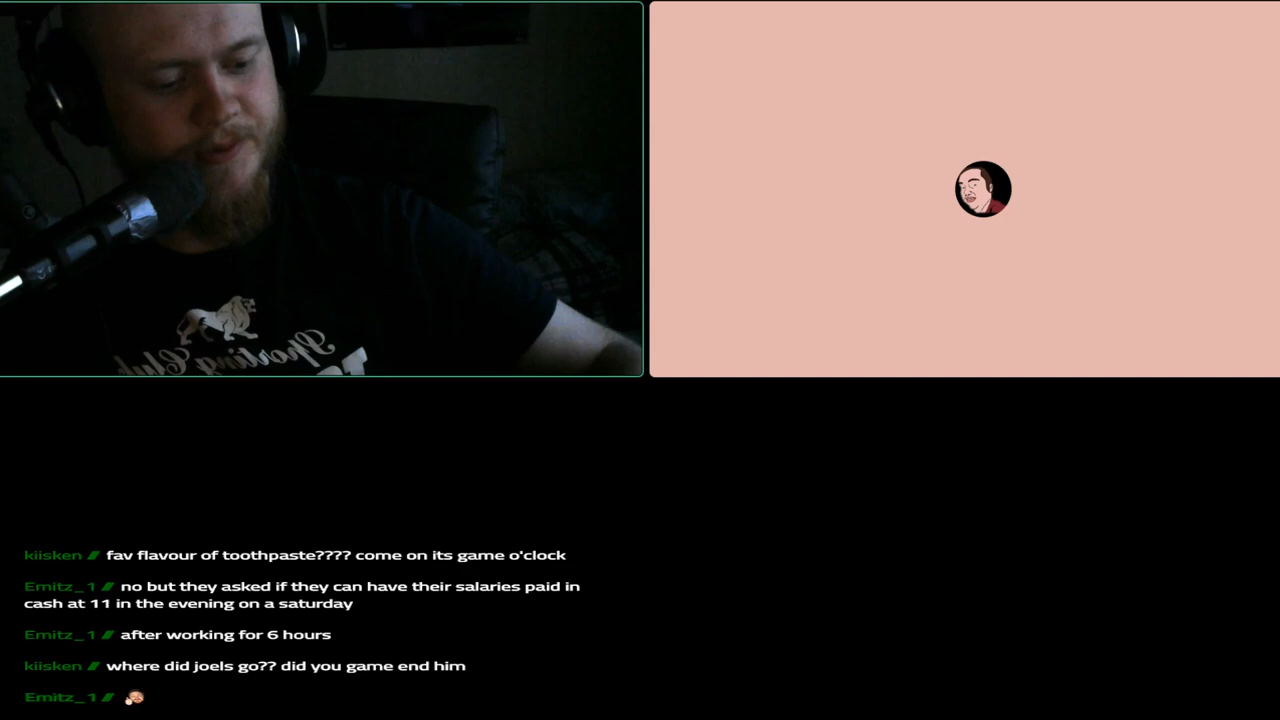 Sporting Club
kiisken // fav flavour of toothpaste???? come on its game o'clock
Emitz_1 // no but they asked if they can have their salaries paid in
cash at 11 in the evening on a saturday
Emitz_1 // after working for 6 hours
kiisken // where did joels go?? did you game end him
Emitz_1 //